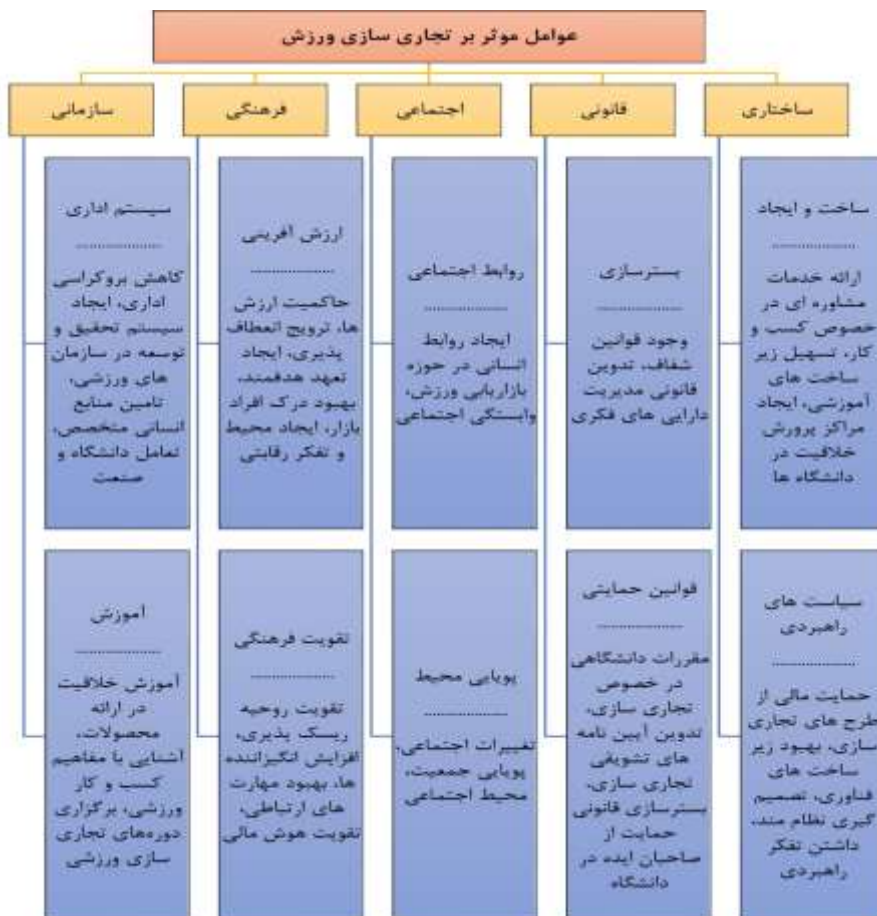 عوامل موثر بر تجاری سازی ورزش
ساختاری
قانونی
اجتماعی
فرهنگی
سازمانی
ساخت و ایجاد
....................
ارائه خدمات
مشاوره ای در
خصوص کسب و
کار، تسهیل زیر
ساخت های
آموزشی، ایجاد
مراکز پرورش
خلاقیت در
دانشگاه ها
سیاست های
راهبردی
....................
حمایت مالی از
طرح های تجاری
سازی، بهبود زیر
ساخت های
فناوری، تصمیم
گیری نظام مند،
داشتن تفکر
راهبردی
بسترسازی
....................
وجود قوانین
شفاف، تدوین
قانونی مدیریت
دارایی های فکری
قوانین حمایتی
....................
مقررات دانشگاهی
در خصوص
تجاری سازی،
تدوین آیین نامه
های تشویقی
تجاری سازی،
بسترسازی قانونی
حمایت از
صاحبان ایده در
دانشگاه
روابط اجتماعی
....................
ایجاد روابط
انسانی در حوزه
بازاریابی ورزش،
وابستگی اجتماعی
پویایی محیط
....................
تغییرات اجتماعی،
پویایی جمعیت،
محیط اجتماعی
ارزش آفرینی
....................
حاکمیت ارزش
ها، ترویج انعطاف
پذیری، ایجاد
تعهد هدفمند،
بهبود درک افراد
بازار، ایجاد محیط
و تفکر رقابتی
تقویت فرهنگی
....................
تقویت روحیه
ریسک پذیری،
افزایش انگیزاننده
ها، بهبود مهارت
های ارتباطی،
تقویت هوش مالی
سیستم اداری
....................
کاهش بروکراسی
اداری، ایجاد
سیستم تحقیق و
توسعه در سازمان
های ورزشی،
تامین منابع
انسانی متخصص،
تعامل دانشگاه و
صنعت
آموزش
....................
آموزش خلاقیت
در ارائه
محصولات،
آشنایی با مفاهیم
کسب و کار
ورزشی، برگزاری
دوره‌های تجاری
سازی ورزشی